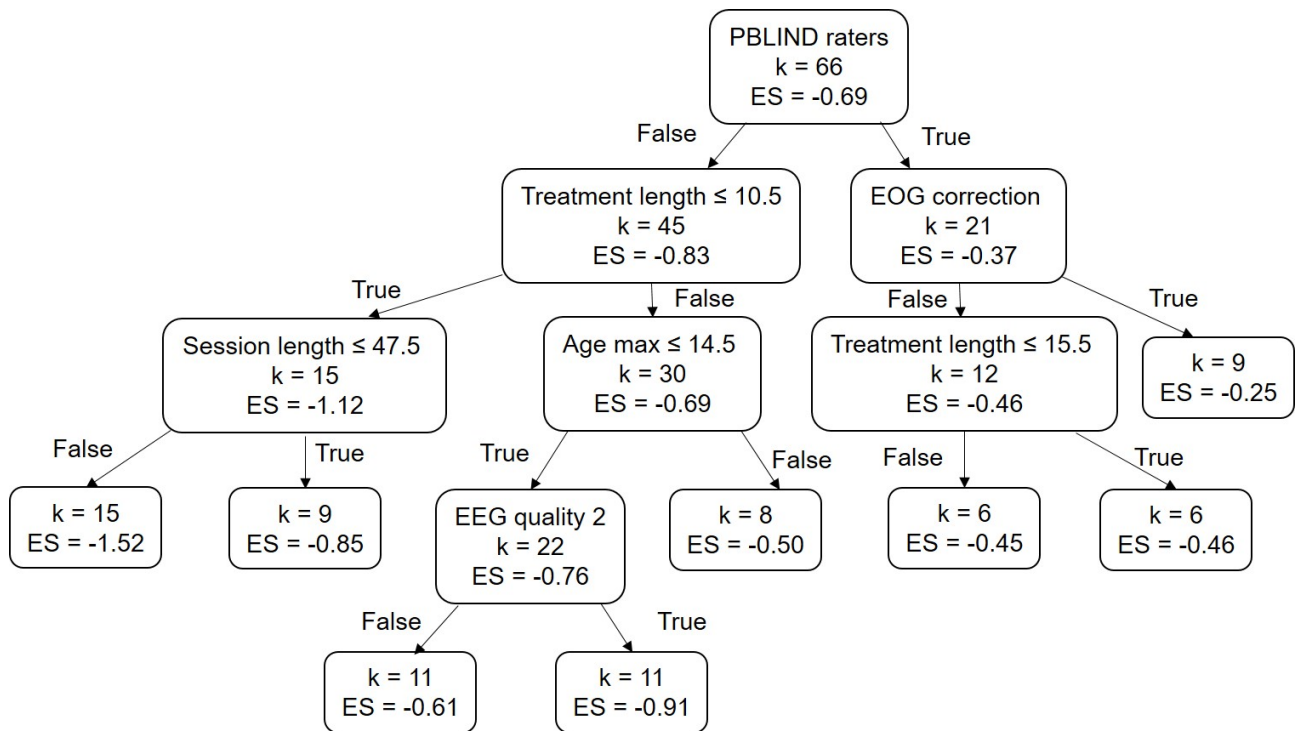 PBLIND raters
k = 66
ES = -0.69
False
True
Treatment length ≤ 10.5
k = 45
ES = -0.83
EOG correction
k = 21
ES = -0.37
True
False
False
True
Session length ≤ 47.5
k = 15
ES = -1.12
Age max ≤ 14.5
k = 30
ES = -0.69
Treatment length ≤ 15.5
k = 12
ES = -0.46
k = 9
ES = -0.25
False
True
True
False
False
True
k = 15
ES = -1.52
k = 9
ES = -0.85
EEG quality 2
k = 22
ES = -0.76
k = 8
ES = -0.50
k = 6
ES = -0.45
k = 6
ES = -0.46
False
True
k = 11
ES = -0.61
k = 11
ES = -0.91